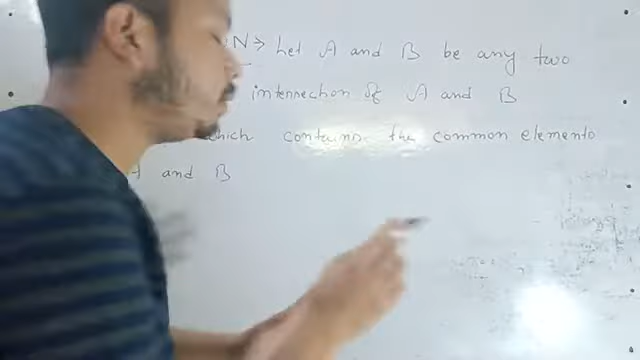 N → Let A and B be any two
intersection of A and B
which contains the common elements
A and B